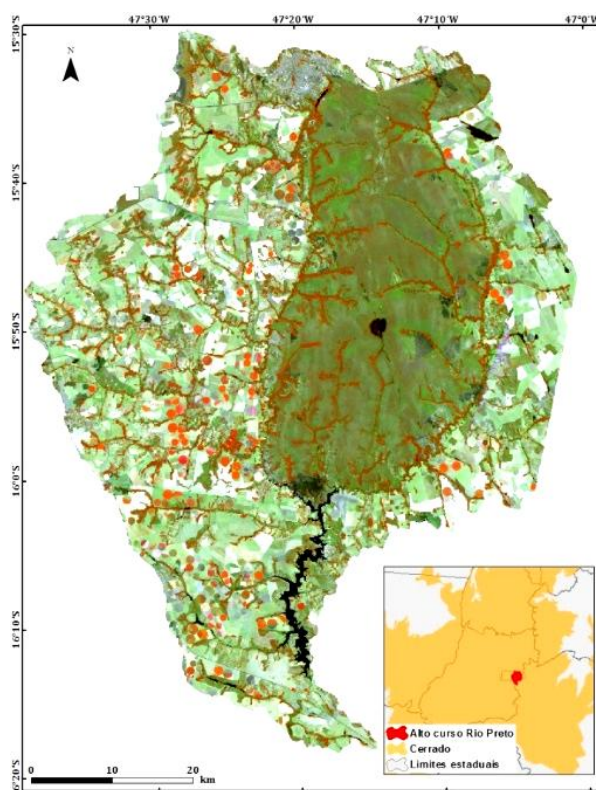 47°30'W
47°20'W
47°10'W
47°0'W
15°30'S
N
15°40'S
15°50'S
16°0'S
16°10'S
6°20'S
0 10 20
km
Alto curso Rio Preto
Cerrado
Limites estaduais